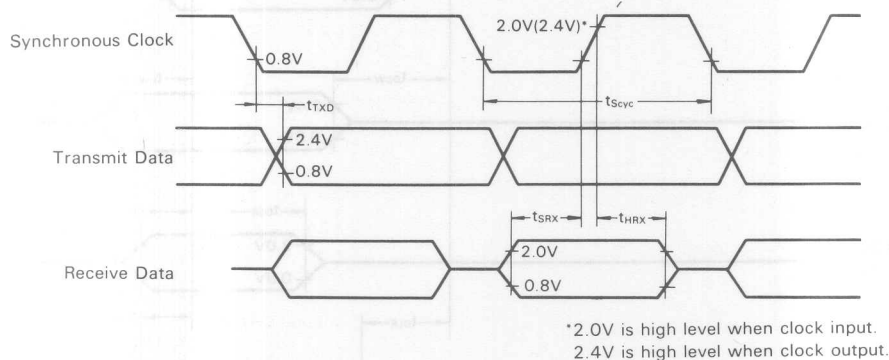 Synchronous Clock
2.0V(2.4V)*
0.8V
tScyc
tTXD
Transmit Data
2.4V
0.8V
tSRX
tHRX
Receive Data
2.0V
0.8V
*2.0V is high level when clock input.
2.4V is high level when clock output.